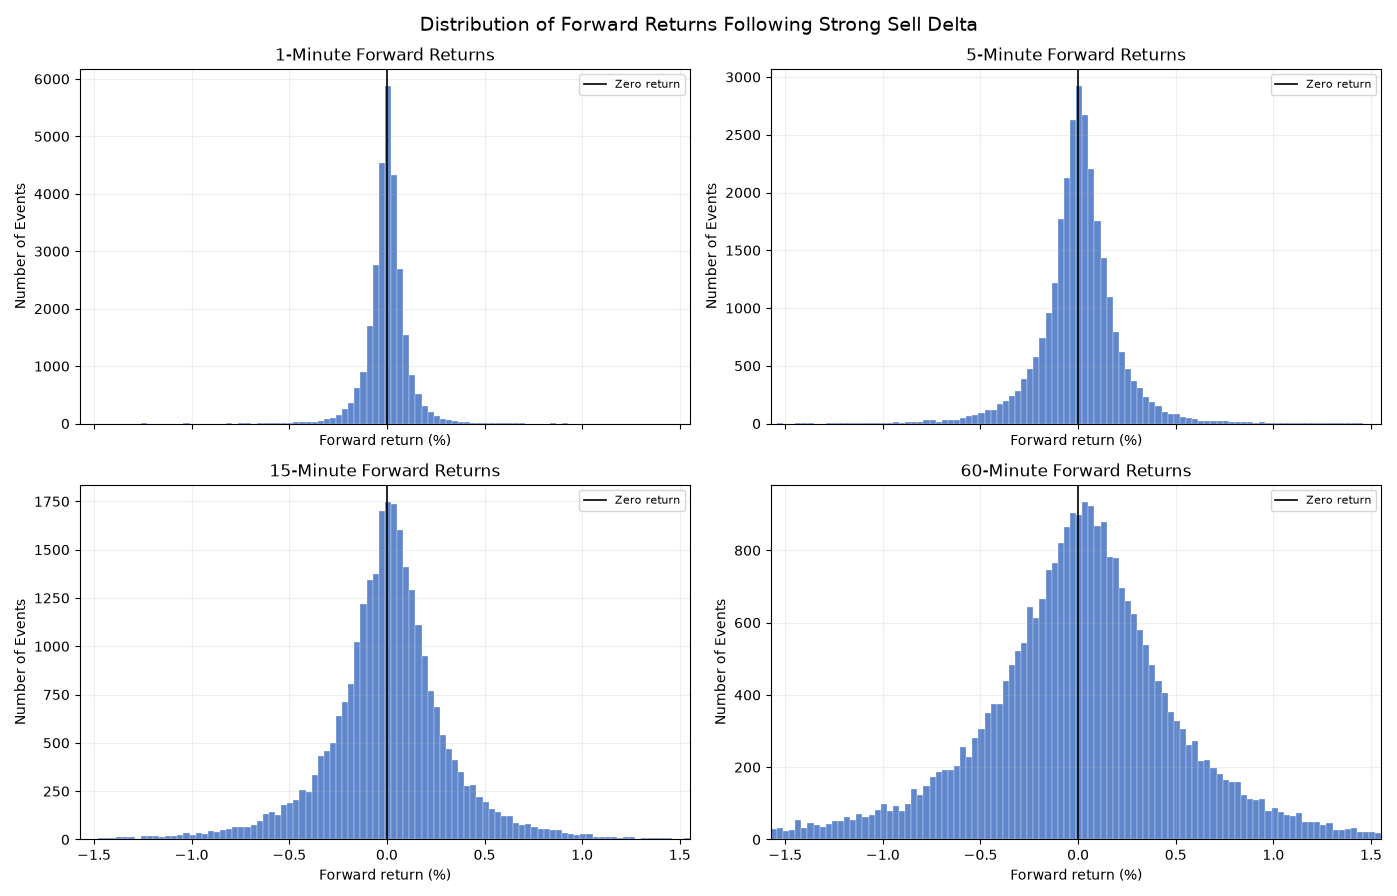 Distribution of Forward Returns Following Strong Sell Delta
1-Minute Forward Returns
Zero return
Number of Events
6000
5000
4000
3000
2000
1000
0
Forward return (%)
5-Minute Forward Returns
Zero return
Number of Events
3000
2500
2000
1500
1000
500
0
Forward return (%)
15-Minute Forward Returns
Zero return
Number of Events
1750
1500
1250
1000
750
500
250
0
−1.5 −1.0 −0.5 0.0 0.5 1.0 1.5
Forward return (%)
60-Minute Forward Returns
Zero return
Number of Events
800
600
400
200
0
−1.5 −1.0 −0.5 0.0 0.5 1.0 1.5
Forward return (%)